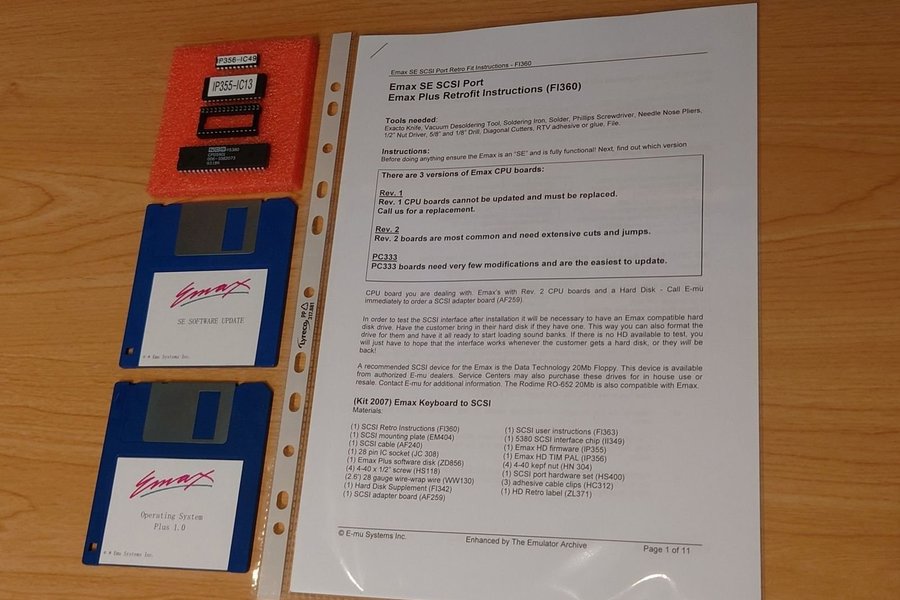 IP356-IC49
IP355-IC13
Emax
SE SOFTWARE UPDATE
Emu Systems Inc.
Emax
Operating System
Plus 1.0
Emu Systems Inc.
Lyreco
PP
Emax SE SCSI Port Retro Fit Instructions - FI360
Emax SE SCSI Port
Emax Plus Retrofit Instructions (FI360)
Tools needed:
Exacto Knife, Vacuum Desoldering Tool, Soldering Iron, Solder, Phillips Screwdriver, Needle Nose Pliers,
1/2" Nut Driver, 5/8" and 1/8" Drill, Diagonal Cutters, RTV adhesive or glue, File.
Instructions:
Before doing anything ensure the Emax is an "SE" and is fully functional! Next, find out which version
There are 3 versions of Emax CPU boards:
Rev. 1
Rev. 1 CPU boards cannot be updated and must be replaced.
Call us for a replacement.
Rev. 2
Rev. 2 boards are most common and need extensive cuts and jumps.
PC333
PC333 boards need very few modifications and are the easiest to update.
CPU board you are dealing with. Emax's with Rev. 2 CPU boards and a Hard Disk - Call E-mu
immediately to order a SCSI adapter board (AF259).
In order to test the SCSI interface after installation it will be necessary to have an Emax compatible hard
disk drive. Have the customer bring in their hard disk if they have one. This way you can also format the
drive for them and have it all ready to start loading sound banks. If there is no HD available to test, you
will just have to hope that the interface works whenever the customer gets a hard disk, or they will be
back!
A recommended SCSI device for the Emax is the Data Technology 20Mb Floppy. This device is available
from authorized E-mu dealers. Service Centers may also purchase these drives for in house use or
resale. Contact E-mu for additional information. The Rodime RO-652 20Mb is also compatible with Emax.
(Kit 2007) Emax Keyboard to SCSI
Materials:
(1) SCSI Retro Instructions (FI360)
(1) SCSI mounting plate (EM404)
(1) SCSI cable (AF240)
(1) 28 pin IC socket (JC 308)
(1) Emax Plus software disk (ZD856)
(4) 4-40 x 1/2" screw (HS118)
(2.6') 28 gauge wire-wrap wire (WW130)
(1) Hard Disk Supplement (FI342)
(1) SCSI adapter board (AF259)
(1) SCSI user instructions (FI363)
(1) 5380 SCSI interface chip (II349)
(1) Emax HD firmware (IP355)
(1) Emax HD TIM PAL (IP356)
(4) 4-40 kepf nut (HN 304)
(1) SCSI port hardware set (HS400)
(3) adhesive cable clips (HC312)
(1) HD Retro label (ZL371)
© E-mu Systems Inc.
Enhanced by The Emulator Archive
Page 1 of 11